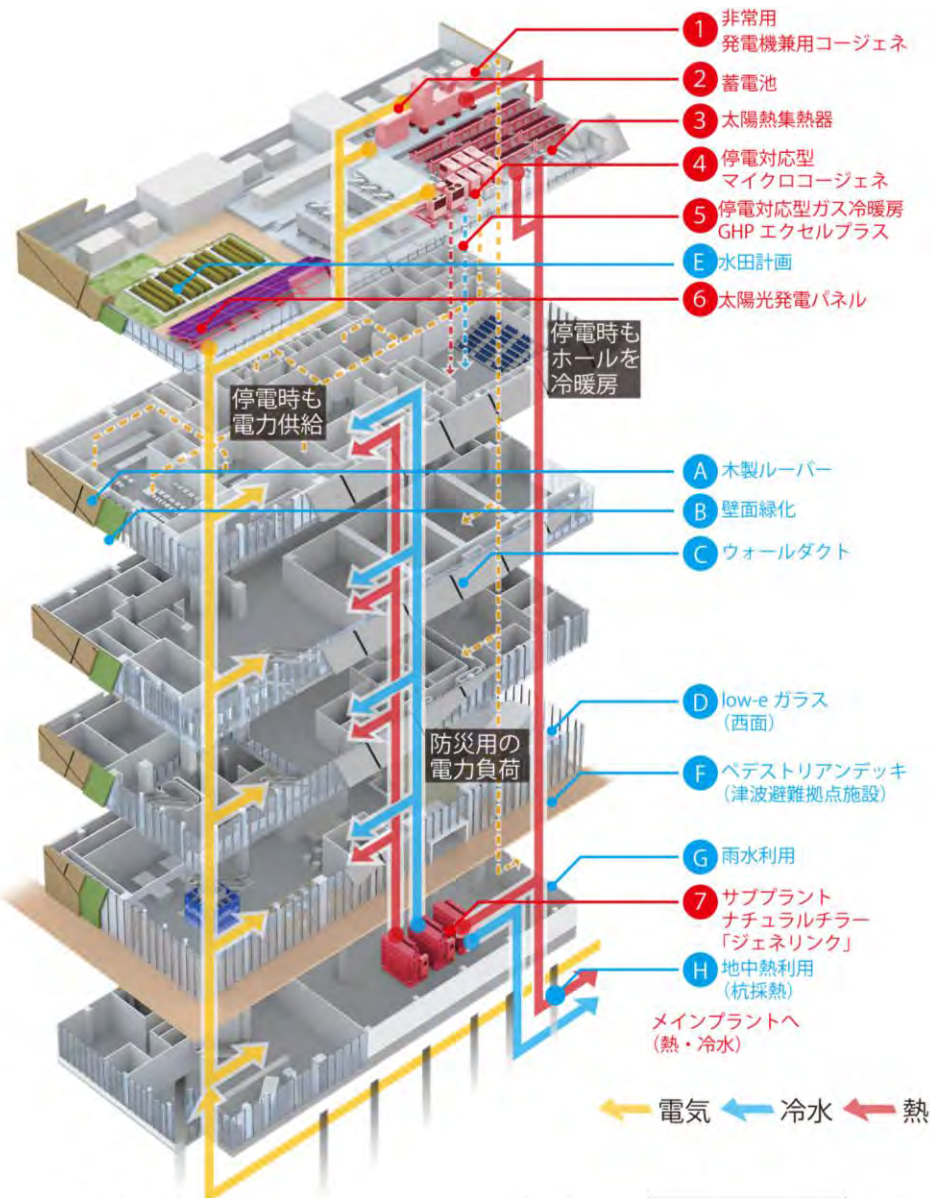 1 非常用
発電機兼用コージェネ
2 蓄電池
3 太陽熱集熱器
4 停電対応型
マイクロコージェネ
5 停電対応型ガス冷暖房
GHP エクセルプラス
E 水田計画
6 太陽光発電パネル
停電時も
ホールを
冷暖房
停電時も
電力供給
A 木製ルーバー
B 壁面緑化
C ウォールダクト
D low-e ガラス
（西面）
防災用の
電力負荷
F ペデストリアンデッキ
（津波避難拠点施設）
G 雨水利用
7 サブプラント
ナチュラルチラー
「ジェネリンク」
H 地中熱利用
（杭採熱）
メインプラントへ
（熱・冷水）
電気 冷水 熱